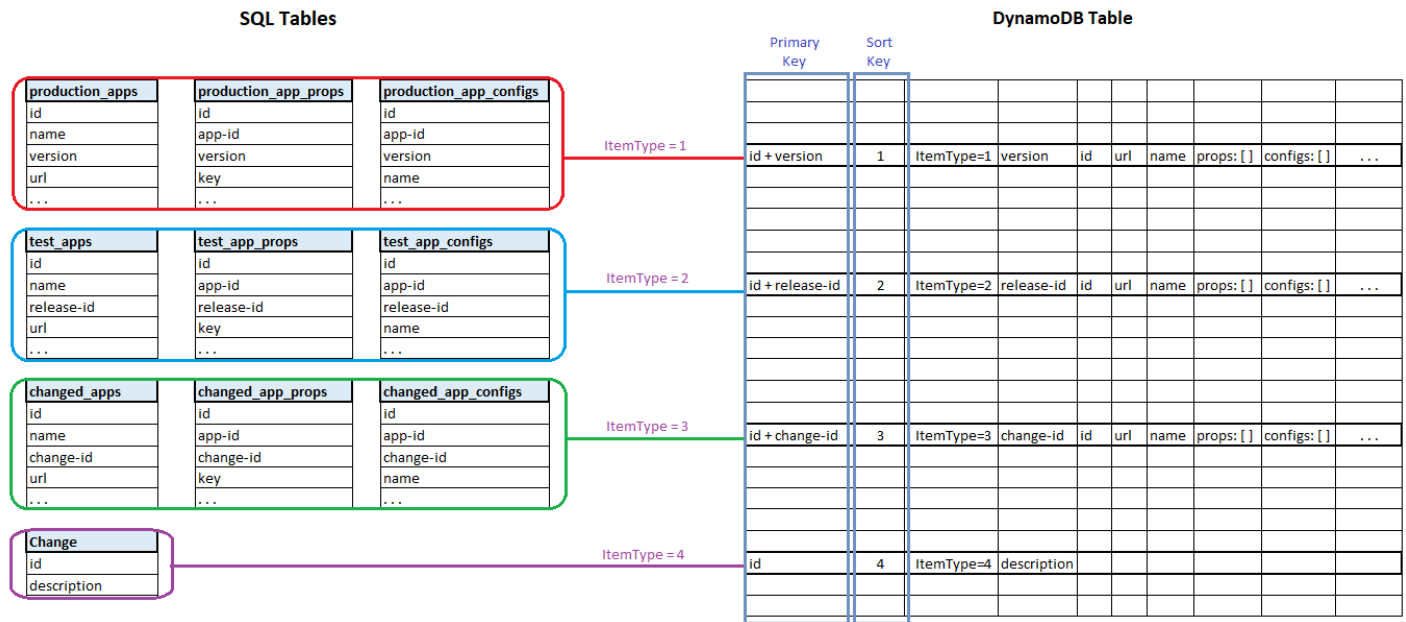 SQL Tables
DynamoDB Table
Primary Key
Sort Key
production_apps
id
name
version
url
. . .
production_app_props
id
app-id
version
key
. . .
production_app_configs
id
app-id
version
name
. . .
ItemType = 1
id + version 1 ItemType=1 version id url name props: [ ] configs: [ ] . . .
test_apps
id
name
release-id
url
. . .
test_app_props
id
app-id
release-id
key
. . .
test_app_configs
id
app-id
release-id
name
. . .
ItemType = 2
id + release-id 2 ItemType=2 release-id id url name props: [ ] configs: [ ] . . .
changed_apps
id
name
change-id
url
. . .
changed_app_props
id
app-id
change-id
key
. . .
changed_app_configs
id
app-id
change-id
name
. . .
ItemType = 3
id + change-id 3 ItemType=3 change-id id url name props: [ ] configs: [ ] . . .
Change
id
description
ItemType = 4
id 4 ItemType=4 description